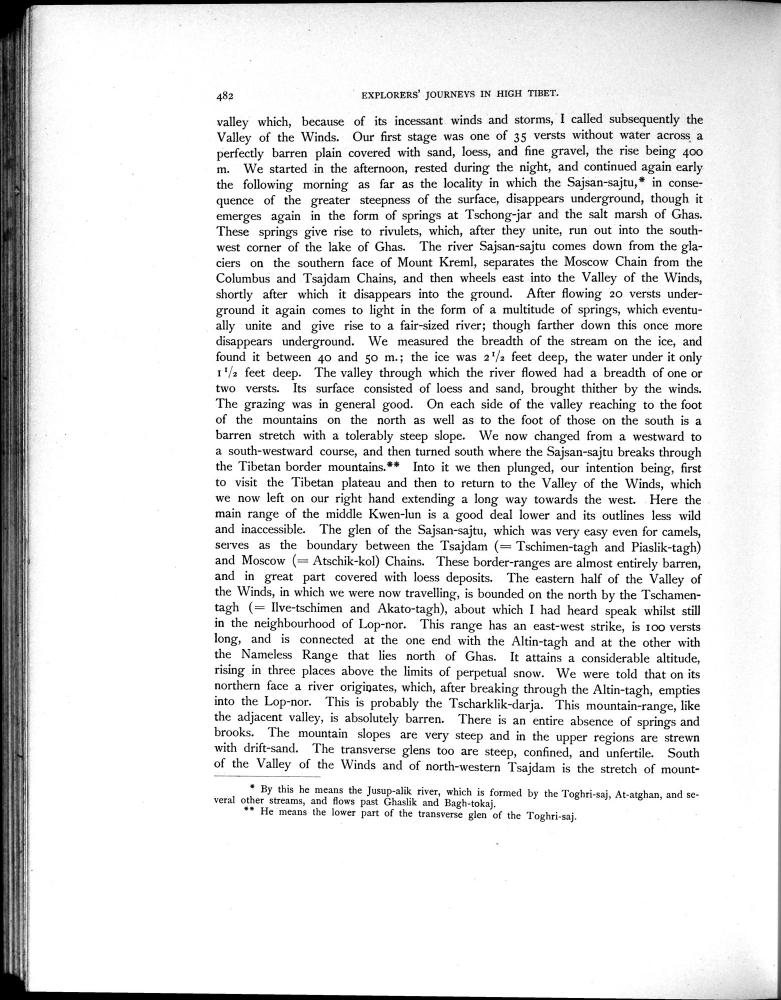 482 EXPLORERS' JOURNEYS IN HIGH TIBET.
valley which, because of its incessant winds and storms, I called subsequently the
Valley of the Winds. Our first stage was one of 35 versts without water across a
perfectly barren plain covered with sand, loess, and fine gravel, the rise being 400
m. We started in the afternoon, rested during the night, and continued again early
the following morning as far as the locality in which the Sajsan-sajtu,* in conse-
quence of the greater steepness of the surface, disappears underground, though it
emerges again in the form of springs at Tschong-jar and the salt marsh of Ghas.
These springs give rise to rivulets, which, after they unite, run out into the south-
west corner of the lake of Ghas. The river Sajsan-sajtu comes down from the gla-
ciers on the southern face of Mount Kreml, separates the Moscow Chain from the
Columbus and Tsajdam Chains, and then wheels east into the Valley of the Winds,
shortly after which it disappears into the ground. After flowing 20 versts under-
ground it again comes to light in the form of a multitude of springs, which eventu-
ally unite and give rise to a fair-sized river; though farther down this once more
disappears underground. We measured the breadth of the stream on the ice, and
found it between 40 and 50 m.; the ice was 2 1/2 feet deep, the water under it only
1 1/2 feet deep. The valley through which the river flowed had a breadth of one or
two versts. Its surface consisted of loess and sand, brought thither by the winds.
The grazing was in general good. On each side of the valley reaching to the foot
of the mountains on the north as well as to the foot of those on the south is a
barren stretch with a tolerably steep slope. We now changed from a westward to
a south-westward course, and then turned south where the Sajsan-sajtu breaks through
the Tibetan border mountains.** Into it we then plunged, our intention being, first
to visit the Tibetan plateau and then to return to the Valley of the Winds, which
we now left on our right hand extending a long way towards the west. Here the
main range of the middle Kwen-lun is a good deal lower and its outlines less wild
and inaccessible. The glen of the Sajsan-sajtu, which was very easy even for camels,
serves as the boundary between the Tsajdam (= Tschimen-tagh and Piaslik-tagh)
and Moscow (= Atschik-kol) Chains. These border-ranges are almost entirely barren,
and in great part covered with loess deposits. The eastern half of the Valley of
the Winds, in which we were now travelling, is bounded on the north by the Tschamen-
tagh (= Ilve-tschimen and Akato-tagh), about which I had heard speak whilst still
in the neighbourhood of Lop-nor. This range has an east-west strike, is 100 versts
long, and is connected at the one end with the Altin-tagh and at the other with
the Nameless Range that lies north of Ghas. It attains a considerable altitude,
rising in three places above the limits of perpetual snow. We were told that on its
northern face a river originates, which, after breaking through the Altin-tagh, empties
into the Lop-nor. This is probably the Tscharklik-darja. This mountain-range, like
the adjacent valley, is absolutely barren. There is an entire absence of springs and
brooks. The mountain slopes are very steep and in the upper regions are strewn
with drift-sand. The transverse glens too are steep, confined, and unfertile. South
of the Valley of the Winds and of north-western Tsajdam is the stretch of mount-
* By this he means the Jusup-alik river, which is formed by the Toghri-saj, At-atghan, and se-
veral other streams, and flows past Ghaslik and Bagh-tokaj.
** He means the lower part of the transverse glen of the Toghri-saj.